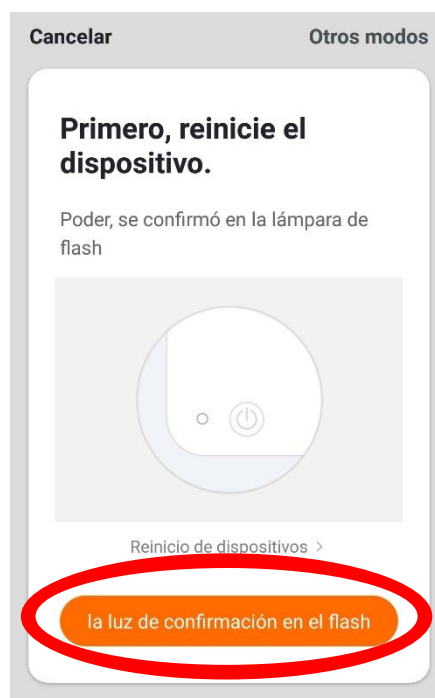 Cancelar
Otros modos
Primero, reinicie el
dispositivo.
Poder, se confirmó en la lámpara de
flash
Reinicio de dispositivos >
la luz de confirmación en el flash